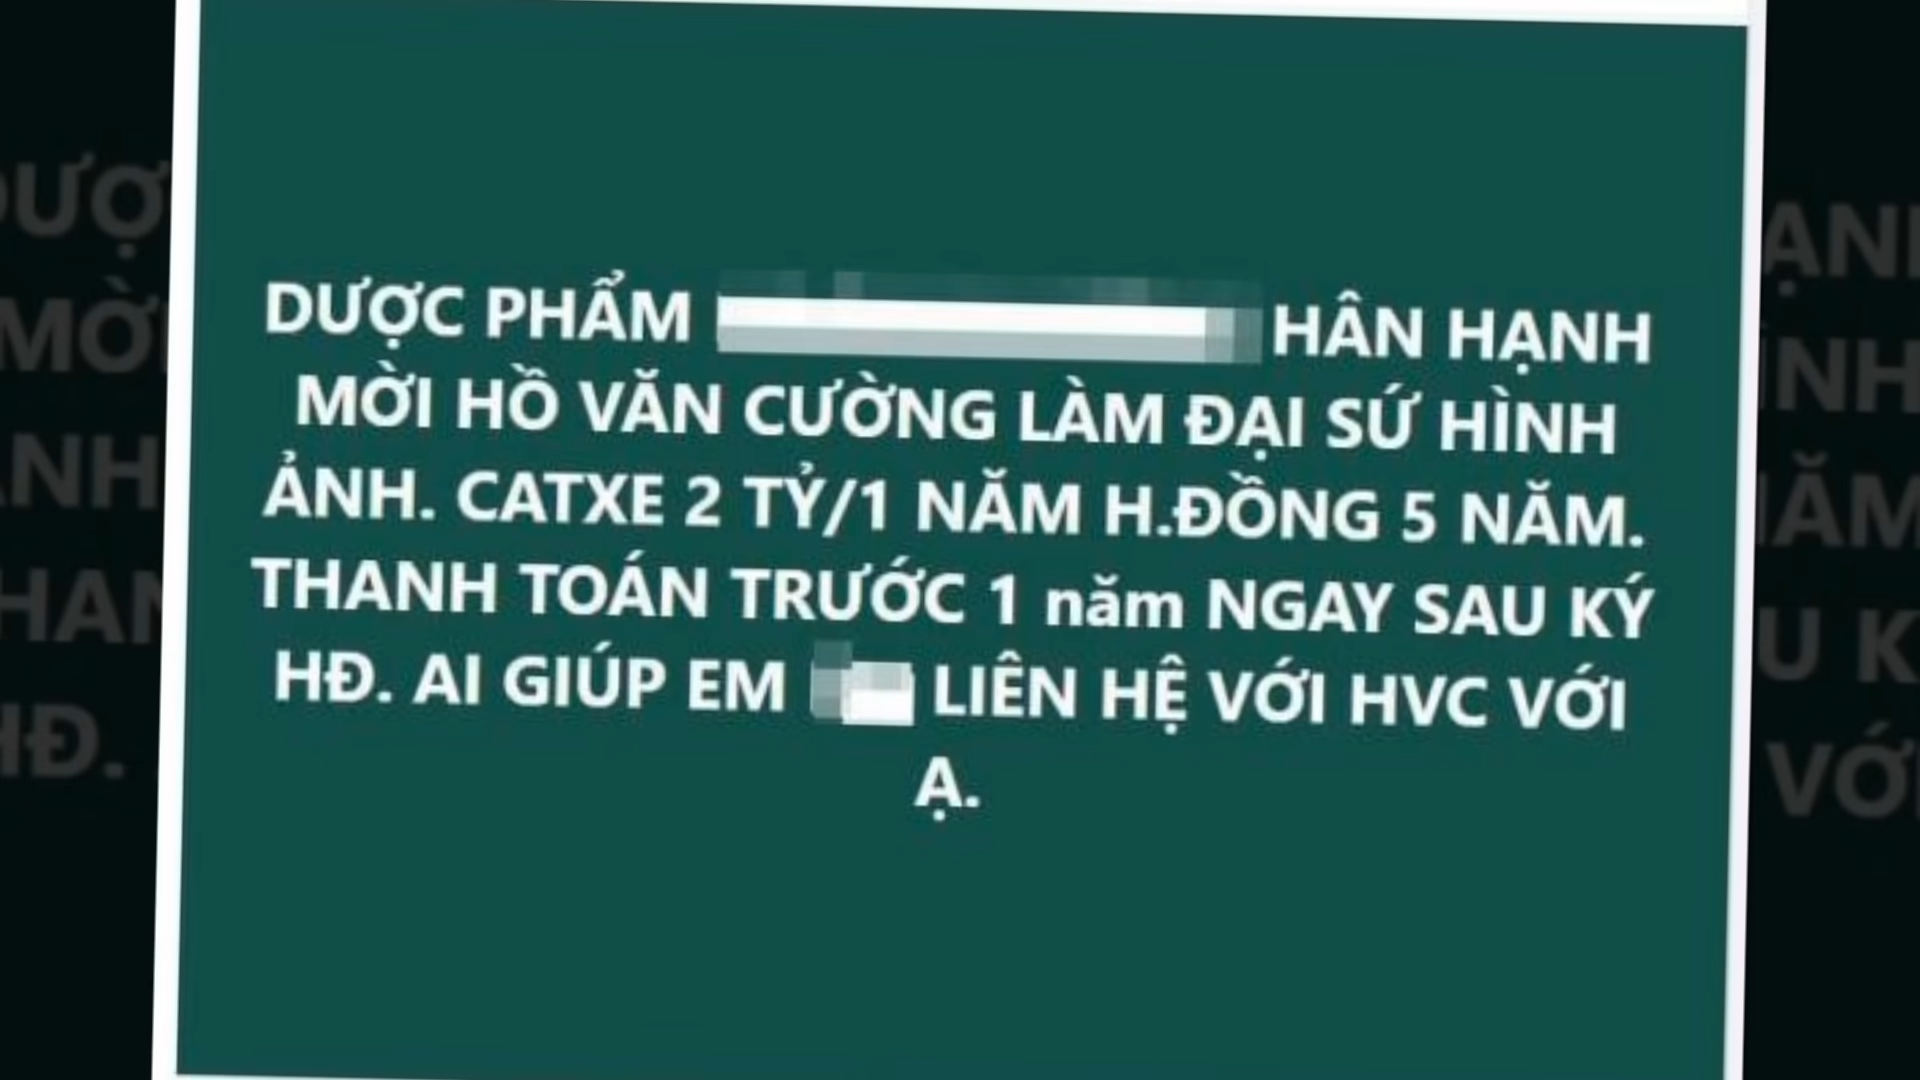 DƯỢC PHẨM HÂN HẠNH
MỜI HỒ VĂN CƯỜNG LÀM ĐẠI SỨ HÌNH
ẢNH. CATXE 2 TỶ/1 NĂM H.ĐỒNG 5 NĂM.
THANH TOÁN TRƯỚC 1 năm NGAY SAU KÝ
HĐ. AI GIÚP EM LIÊN HỆ VỚI HVC VỚI
Ạ.